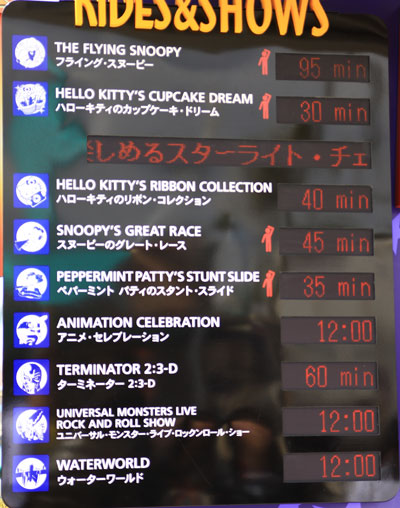 RIDES&SHOWS
THE FLYING SNOOPY
フライング・スヌーピー
95 min
HELLO KITTY'S CUPCAKE DREAM
ハローキティのカップケーキ・ドリーム
30 min
しめるスターライト・チェ
HELLO KITTY'S RIBBON COLLECTION
ハローキティのリボン・コレクション
40 min
SNOOPY'S GREAT RACE
スヌーピーのグレート・レース
45 min
PEPPERMINT PATTY'S STUNT SLIDE
ペパーミント パティのスタント・スライド
35 min
ANIMATION CELEBRATION
アニメ・セレブレーション
12:00
TERMINATOR 2:3-D
ターミネーター 2:3-D
60 min
UNIVERSAL MONSTERS LIVE
ROCK AND ROLL SHOW
ユニバーサル・モンスター・ライブ・ロックンロール・ショー
12:00
WATERWORLD
ウォーターワールド
12:00